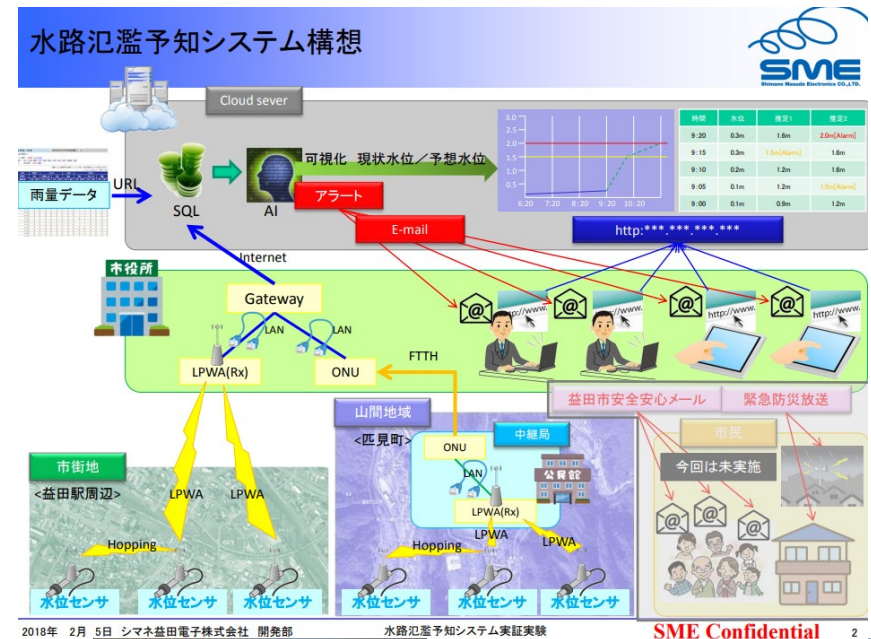 水路氾濫予知システム構想
SME
Shimane Masuda Electronics CO.,LTD.
Cloud sever
雨量データ
URL
SQL
AI
可視化 現状水位／予想水位
アラート
E-mail
3.0
2.5
2.0
1.5
1.0
0.5
6:20 7:20 8:20 9:20 10:20
時間 水位 推定1 推定2
9:20 0.3m 1.6m 2.0m[Alarm]
9:15 0.3m 1.5m[Alarm] 1.8m
9:10 0.2m 1.2m 1.8m
9:05 0.1m 1.2m 1.5m[Alarm]
9:00 0.1m 0.9m 1.2m
http:***.***.***.***
Internet
市役所
Gateway
LAN
LAN
LPWA(Rx)
ONU
FTTH
@
@
@
@
http://www.
http://www.
http://www.
http://www.
益田市安全安心メール
緊急防災放送
市民
今回は未実施
@
@
@
市街地
<益田駅周辺>
LPWA
LPWA
Hopping
水位センサ
水位センサ
水位センサ
山間地域
<匹見町>
中継局
ONU
LAN
公民館
LPWA(Rx)
LPWA
LPWA
Hopping
水位センサ
水位センサ
水位センサ
2018年 2月 5日 シマネ益田電子株式会社 開発部
水路氾濫予知システム実証実験
SME Confidential
2